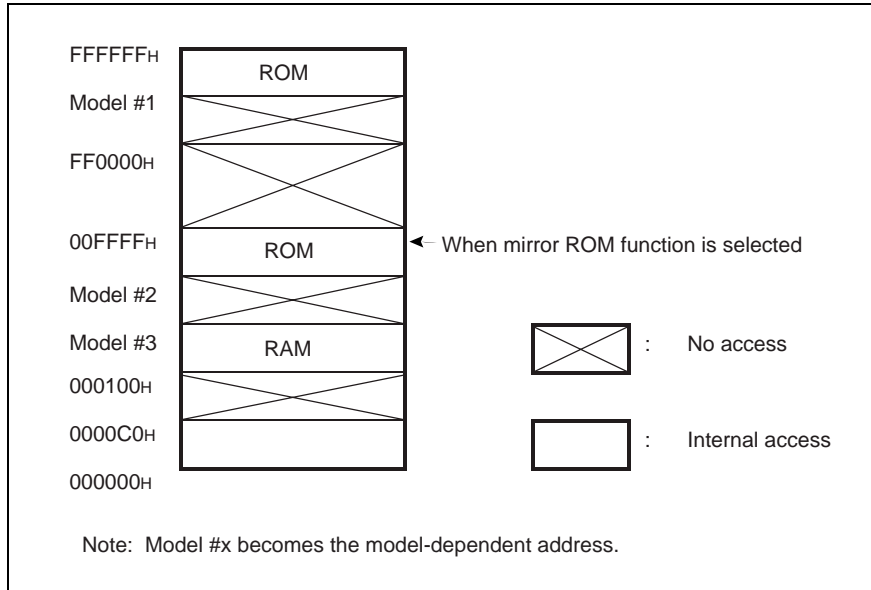 FFFFFFH
ROM
Model #1
FF0000H
00FFFFH
ROM
When mirror ROM function is selected
Model #2
Model #3
RAM
: No access
000100H
0000C0H
: Internal access
000000H
Note: Model #x becomes the model-dependent address.